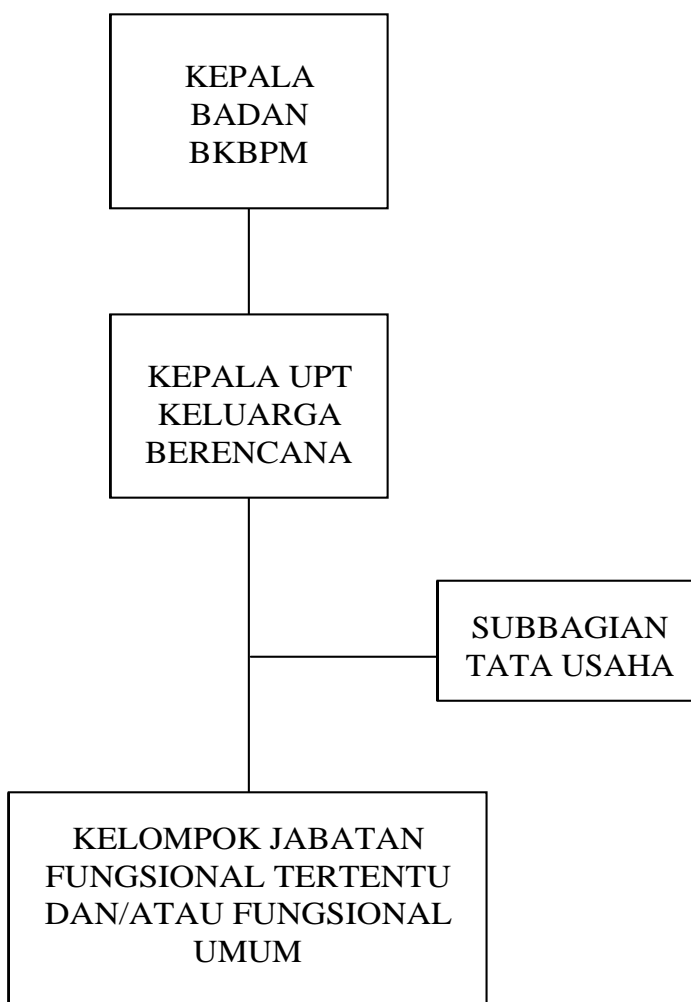 KEPALA
BADAN
BKBPM
KEPALA UPT
KELUARGA
BERENCANA
SUBBAGIAN
TATA USAHA
KELOMPOK JABATAN
FUNGSIONAL TERTENTU
DAN/ATAU FUNGSIONAL
UMUM